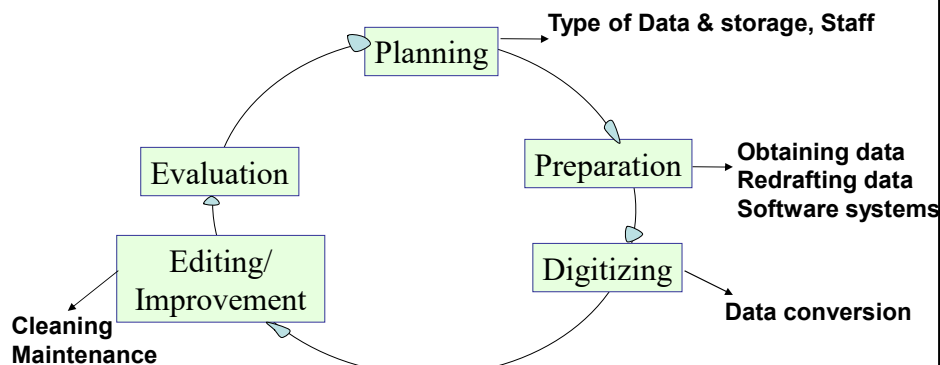 Planning
Type of Data & storage, Staff
Preparation
Obtaining data
Redrafting data
Software systems
Digitizing
Data conversion
Editing/
Improvement
Cleaning
Maintenance
Evaluation